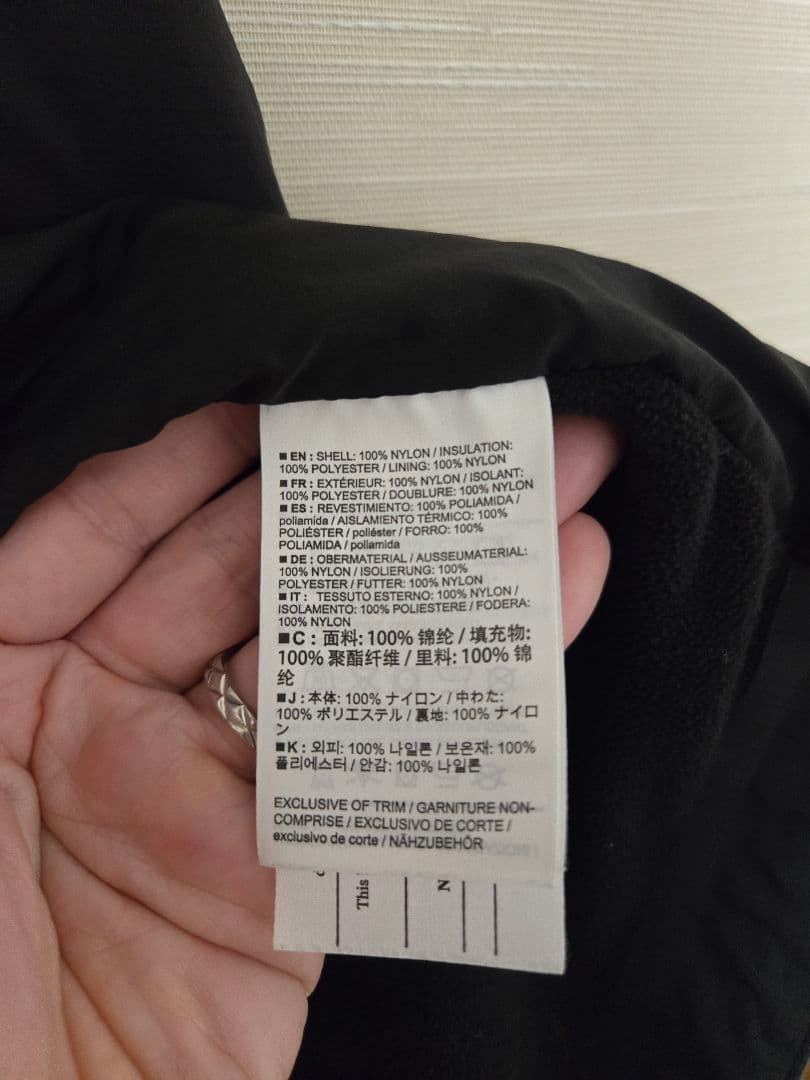 ■ EN : SHELL: 100% NYLON / INSULATION:
100% POLYESTER / LINING: 100% NYLON
■ FR : EXTÉRIEUR: 100% NYLON / ISOLANT:
100% POLYESTER / DOUBLURE: 100% NYLON
■ ES : REVESTIMIENTO: 100% POLIAMIDA /
poliamida / AISLAMIENTO TÉRMICO: 100%
POLIÉSTER / poliéster / FORRO: 100%
POLIAMIDA / poliamida
■ DE : OBERMATERIAL / AUSSEUMATERIAL:
100% NYLON / ISOLIERUNG: 100%
POLYESTER / FUTTER: 100% NYLON
■ IT : TESSUTO ESTERNO: 100% NYLON /
ISOLAMENTO: 100% POLIESTERE / FODERA:
100% NYLON
■ C : 面料: 100% 锦纶 / 填充物:
100% 聚酯纤维 / 里料: 100% 锦
纶
■ J : 本体: 100% ナイロン / 中わた:
100% ポリエステル / 裏地: 100% ナイロ
ン
■ K : 외피: 100% 나일론 / 보온재: 100%
폴리에스터 / 안감: 100% 나일론
EXCLUSIVE OF TRIM / GARNITURE NON-
COMPRISE / EXCLUSIVO DE CORTE /
exclusivo de corte / NÄHZUBEHÖR
This
N